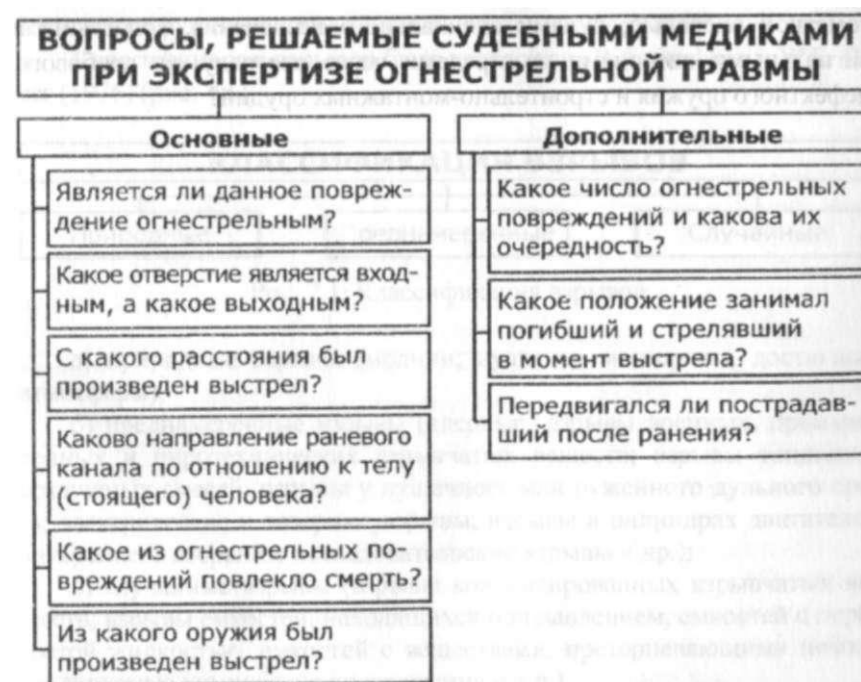 ВОПРОСЫ, РЕШАЕМЫЕ СУДЕБНЫМИ МЕДИКАМИ
ПРИ ЭКСПЕРТИЗЕ ОГНЕСТРЕЛЬНОЙ ТРАВМЫ
Основные
Является ли данное повреж-
дение огнестрельным?
Какое отверстие является вход-
ным, а какое выходным?
С какого расстояния был
произведен выстрел?
Каково направление раневого
канала по отношению к телу
(стоящего) человека?
Какое из огнестрельных по-
вреждений повлекло смерть?
Из какого оружия был
произведен выстрел?
Дополнительные
Какое число огнестрельных
повреждений и какова их
очередность?
Какое положение занимал
погибший и стрелявший
в момент выстрела?
Передвигался ли пострадав-
ший после ранения?